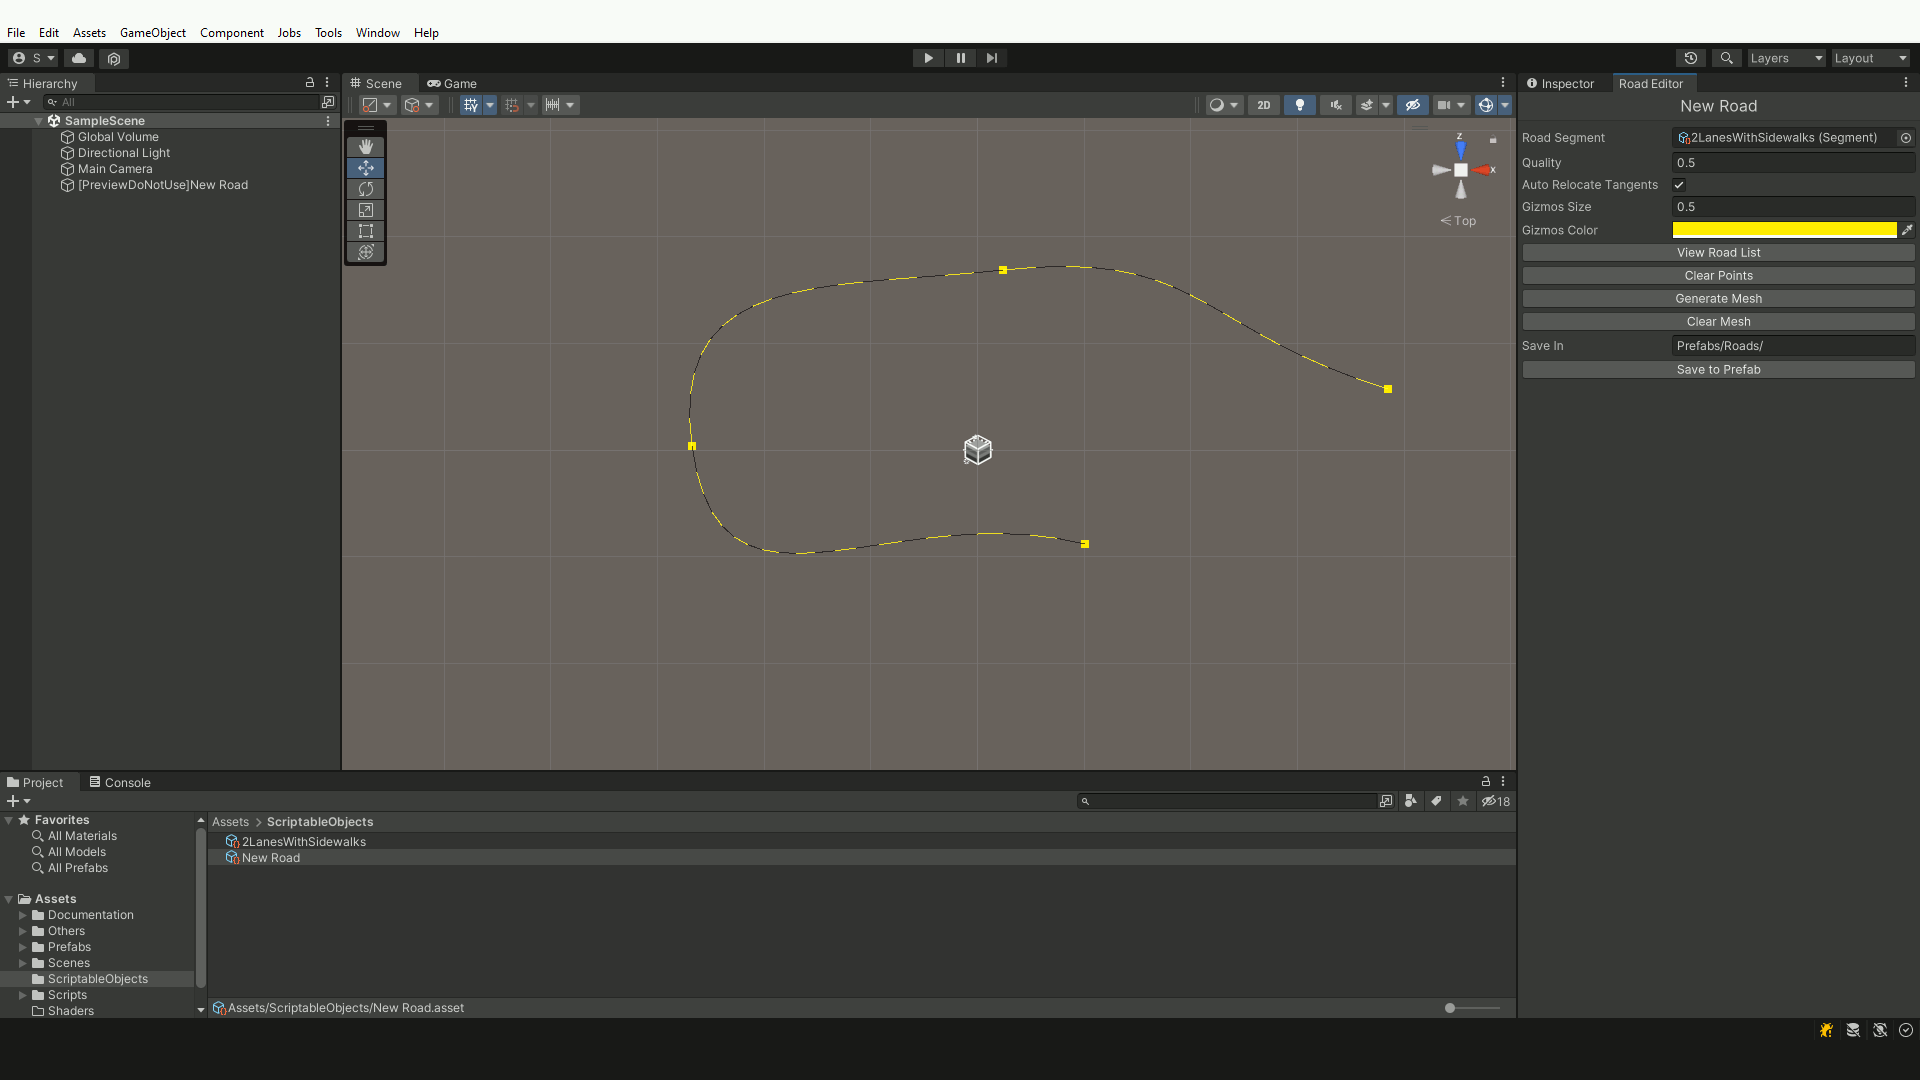 File Edit Assets GameObject Component Jobs Tools Window Help
S Layers Layout
Hierarchy
All
SampleScene
Global Volume
Directional Light
Main Camera
[PreviewDoNotUse]New Road
Scene Game
2D
z
x
Top
Inspector Road Editor
New Road
Road Segment 2LanesWithSidewalks (Segment)
Quality 0.5
Auto Relocate Tangents
Gizmos Size 0.5
Gizmos Color
View Road List
Clear Points
Generate Mesh
Clear Mesh
Save In Prefabs/Roads/
Save to Prefab
Project Console
18
Favorites
All Materials
All Models
All Prefabs
Assets
Documentation
Others
Prefabs
Scenes
ScriptableObjects
Scripts
Shaders
Assets > ScriptableObjects
2LanesWithSidewalks
New Road
Assets/ScriptableObjects/New Road.asset